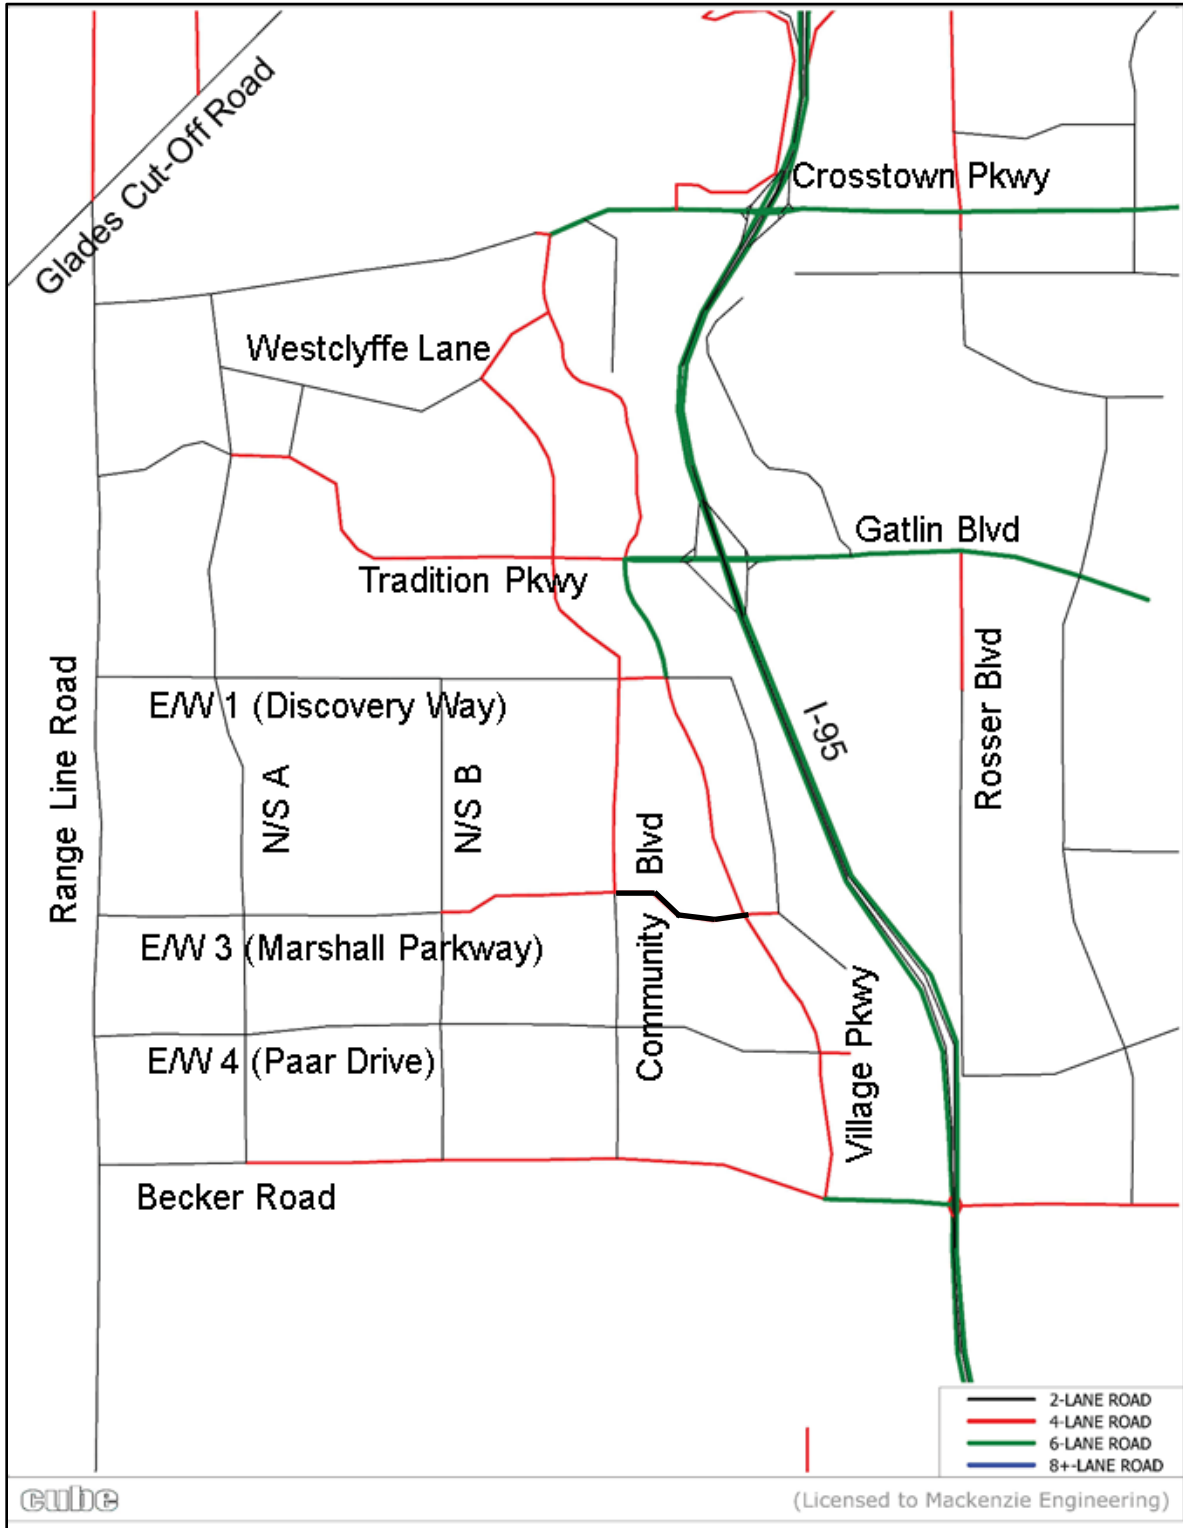 Glades Cut-Off Road
Crosstown Pkwy
Westclyffe Lane
Gatlin Blvd
Tradition Pkwy
Range Line Road
E/W 1 (Discovery Way)
N/S A
N/S B
I-95
Rosser Blvd
Community Blvd
E/W 3 (Marshall Parkway)
Village Pkwy
E/W 4 (Paar Drive)
Becker Road
2-LANE ROAD
4-LANE ROAD
6-LANE ROAD
8+-LANE ROAD
cube
(Licensed to Mackenzie Engineering)